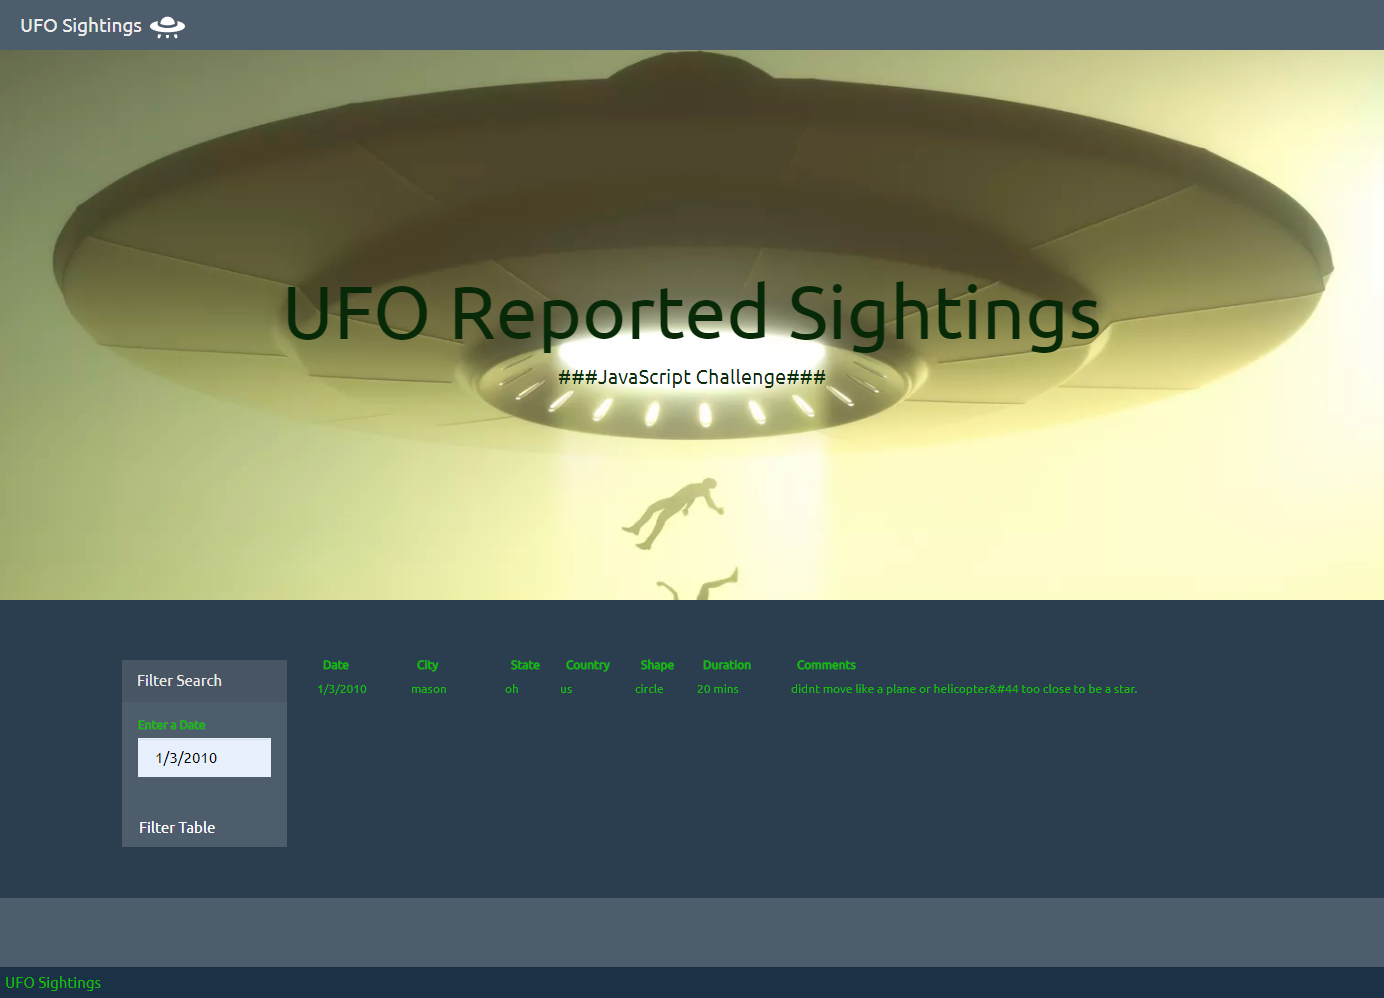 UFO Sightings
UFO Reported Sightings
###JavaScript Challenge###
Filter Search
Enter a Date
1/3/2010
Filter Table
Date City State Country Shape Duration Comments
1/3/2010 mason oh us circle 20 mins didnt move like a plane or helicopter&#44 too close to be a star.
UFO Sightings